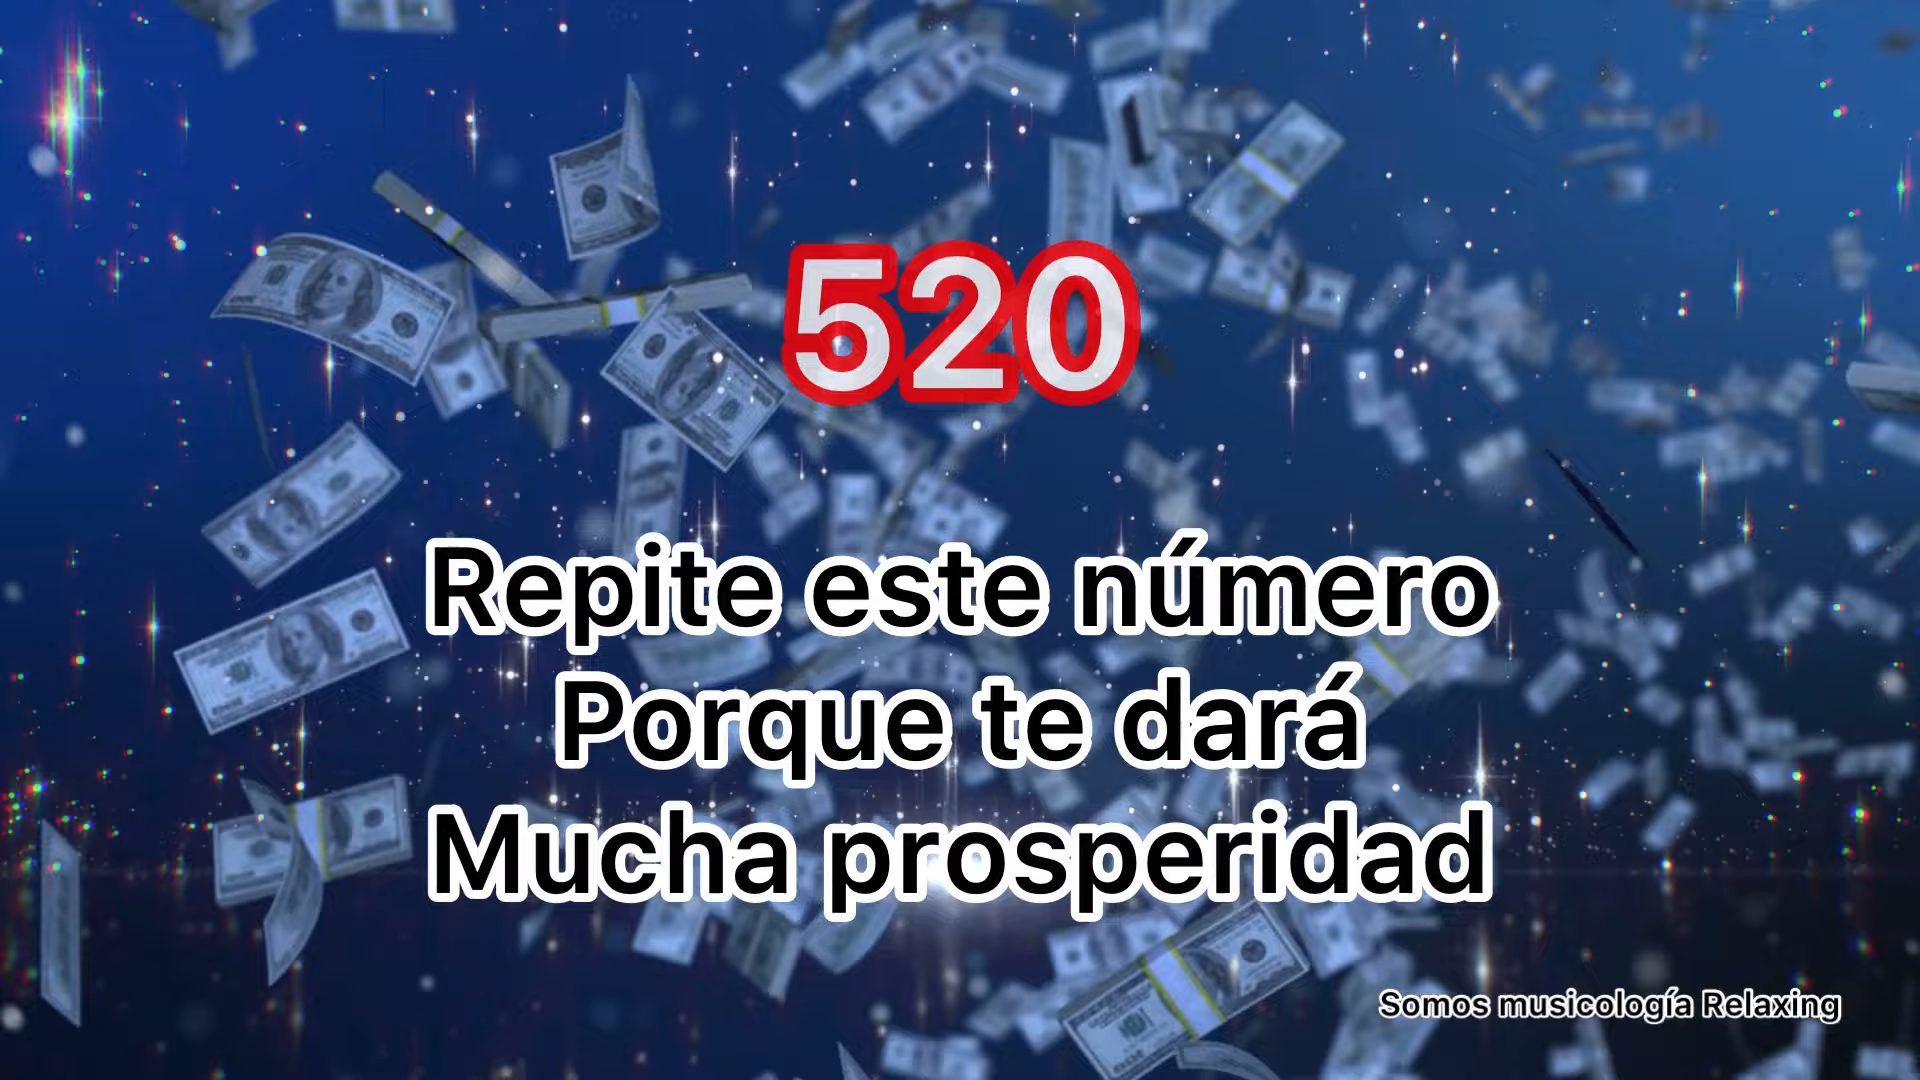 520
Repite este número
Porque te dará
Mucha prosperidad
Somos musicología Relaxing